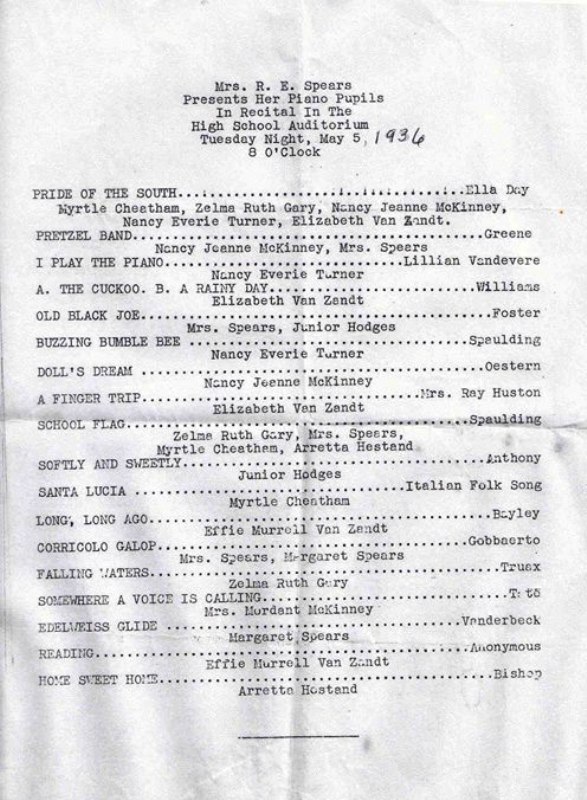 Mrs. R. E. Spears
Presents Her Piano Pupils
In Recital In The
High School Auditorium
Tuesday Night, May 5, 1936
8 O'Clock
PRIDE OF THE SOUTH..............................Ella Day
Myrtle Cheatham, Zelma Ruth Gary, Nancy Jeanne McKinney,
Nancy Everie Turner, Elizabeth Van Zandt.
PRETZEL BAND....................................Greene
Nancy Jeanne McKinney, Mrs. Spears
I PLAY THE PIANO.........................Lillian Vandevere
Nancy Everie Turner
A. THE CUCKOO. B. A RAINY DAY.......................Williams
Elizabeth Van Zandt
OLD BLACK JOE.....................................Foster
Mrs. Spears, Junior Hodges
BUZZING BUMBLE BEE ...............................Spaulding
Nancy Everie Turner
DOLL'S DREAM .....................................Oestern
Nancy Jeanne McKinney
A FINGER TRIP..............................Mrs. Ray Huston
Elizabeth Van Zandt
SCHOOL FLAG.....................................Spaulding
Zelma Ruth Gary, Mrs. Spears,
Myrtle Cheatham, Arretta Hestand
SOFTLY AND SWEETLY................................Anthony
Junior Hodges
SANTA LUCIA ..............................Italian Folk Song
Myrtle Cheatham
LONG, LONG AGO....................................Bayley
Effie Murrell Van Zandt
CORRICOLO GALOP................................Gobbaerto
Mrs. Spears, Margaret Spears
FALLING WATERS....................................Truax
Zelma Ruth Gary
SOMEWHERE A VOICE IS CALLING...........................
Mrs. Mordant McKinney
EDELWEISS GLIDE ................................Vanderbeck
Margaret Spears
READING.........................................Anonymous
Effie Murrell Van Zandt
HOME SWEET HOME...................................Bishop
Arretta Hestand